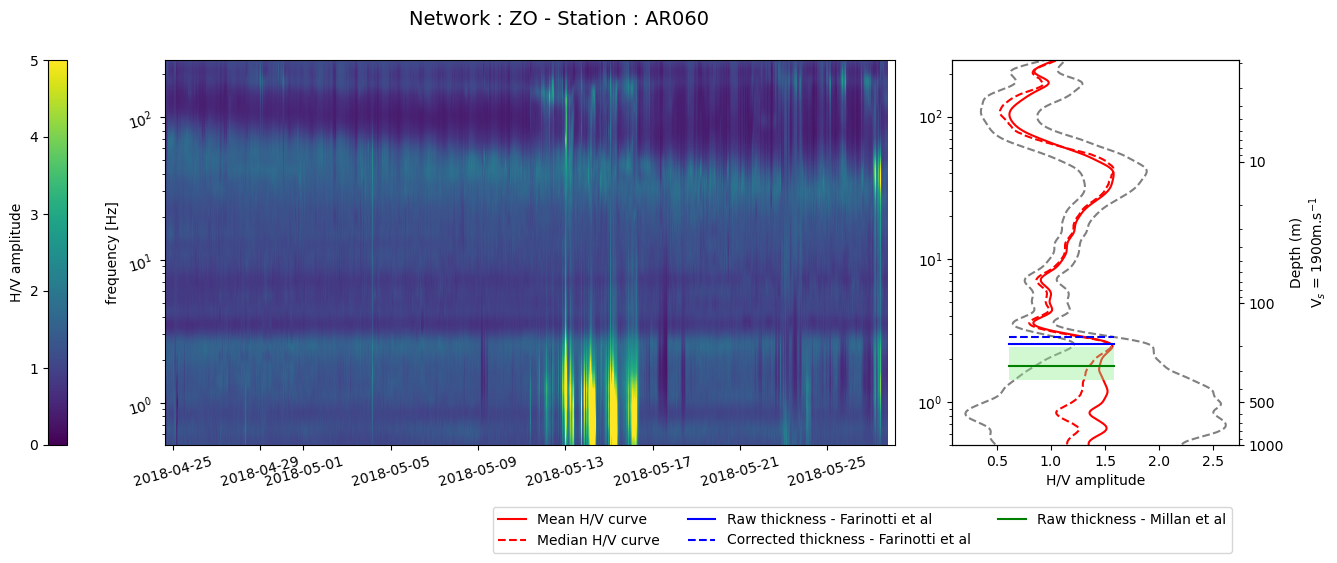 Network : ZO - Station : AR060
5
4
3
2
1
0
H/V amplitude
frequency [Hz]
10²
10¹
10⁰
2018-04-25
2018-04-29
2018-05-01
2018-05-05
2018-05-09
2018-05-13
2018-05-17
2018-05-21
2018-05-25
10²
10¹
10⁰
0.5
1.0
1.5
2.0
2.5
H/V amplitude
10
100
500
1000
Depth (m)
Vₛ = 1900m.s⁻¹
Mean H/V curve
Median H/V curve
Raw thickness - Farinotti et al
Corrected thickness - Farinotti et al
Raw thickness - Millan et al